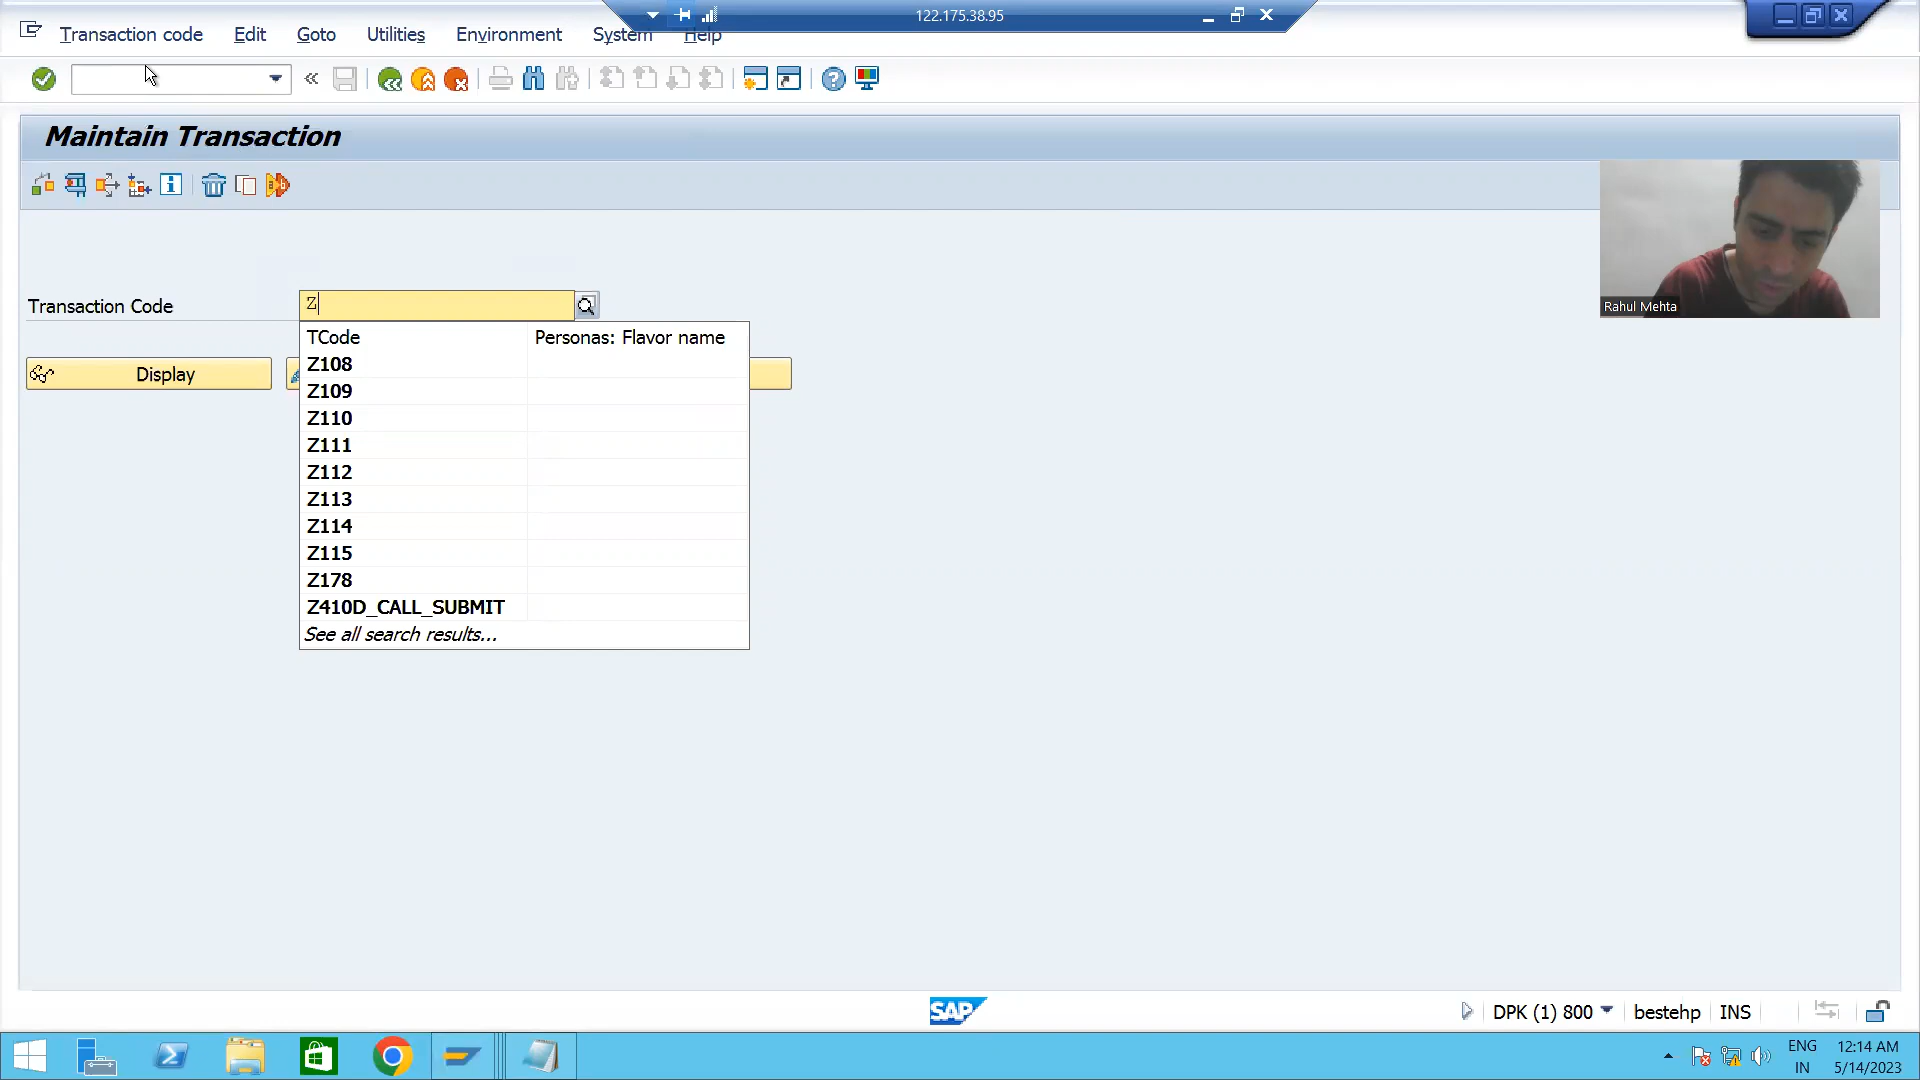 122.175.38.95
Transaction code Edit Goto Utilities Environment System Help
Maintain Transaction
Rahul Mehta
Transaction Code Z
TCode Personas: Flavor name
Z108
Display
Z109
Z110
Z111
Z112
Z113
Z114
Z115
Z178
Z410D_CALL_SUBMIT
See all search results...
SAP
DPK (1) 800 bestehp INS
ENG 12:14 AM
IN 5/14/2023